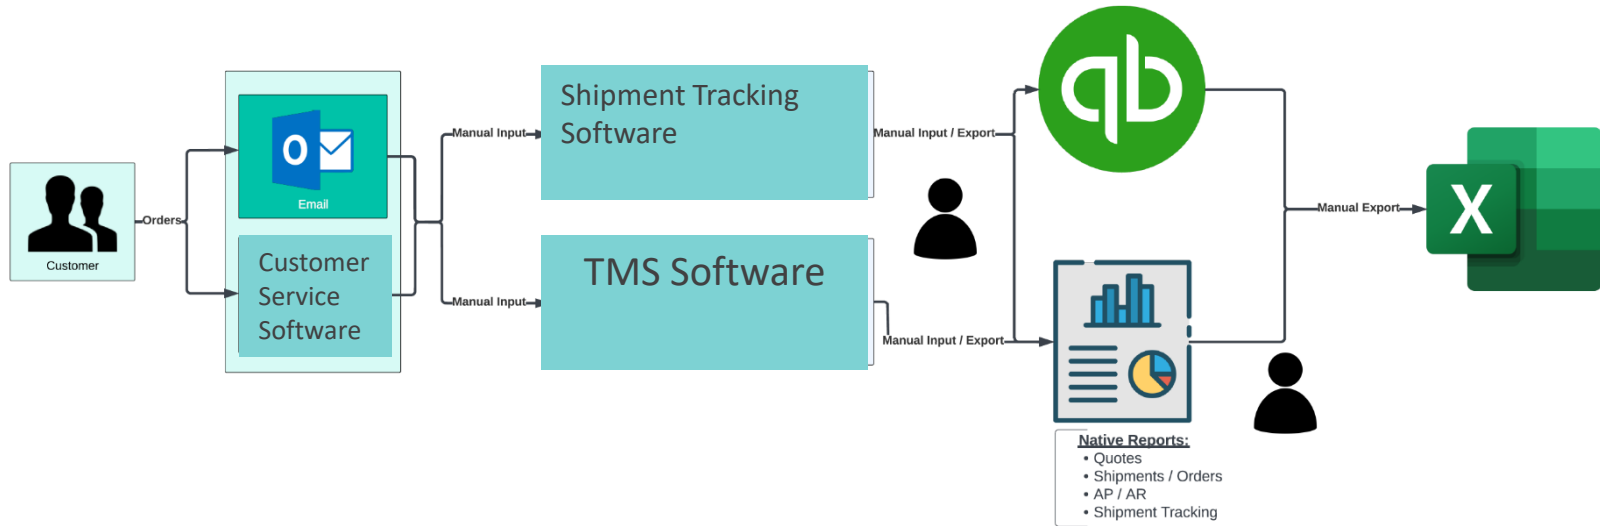 Customer
Orders
O
Email
Customer
Service
Software
Manual Input
Manual Input
Shipment Tracking
Software
TMS Software
Manual Input / Export
Manual Input / Export
qb
Native Reports:
• Quotes
• Shipments / Orders
• AP / AR
• Shipment Tracking
Manual Export
X